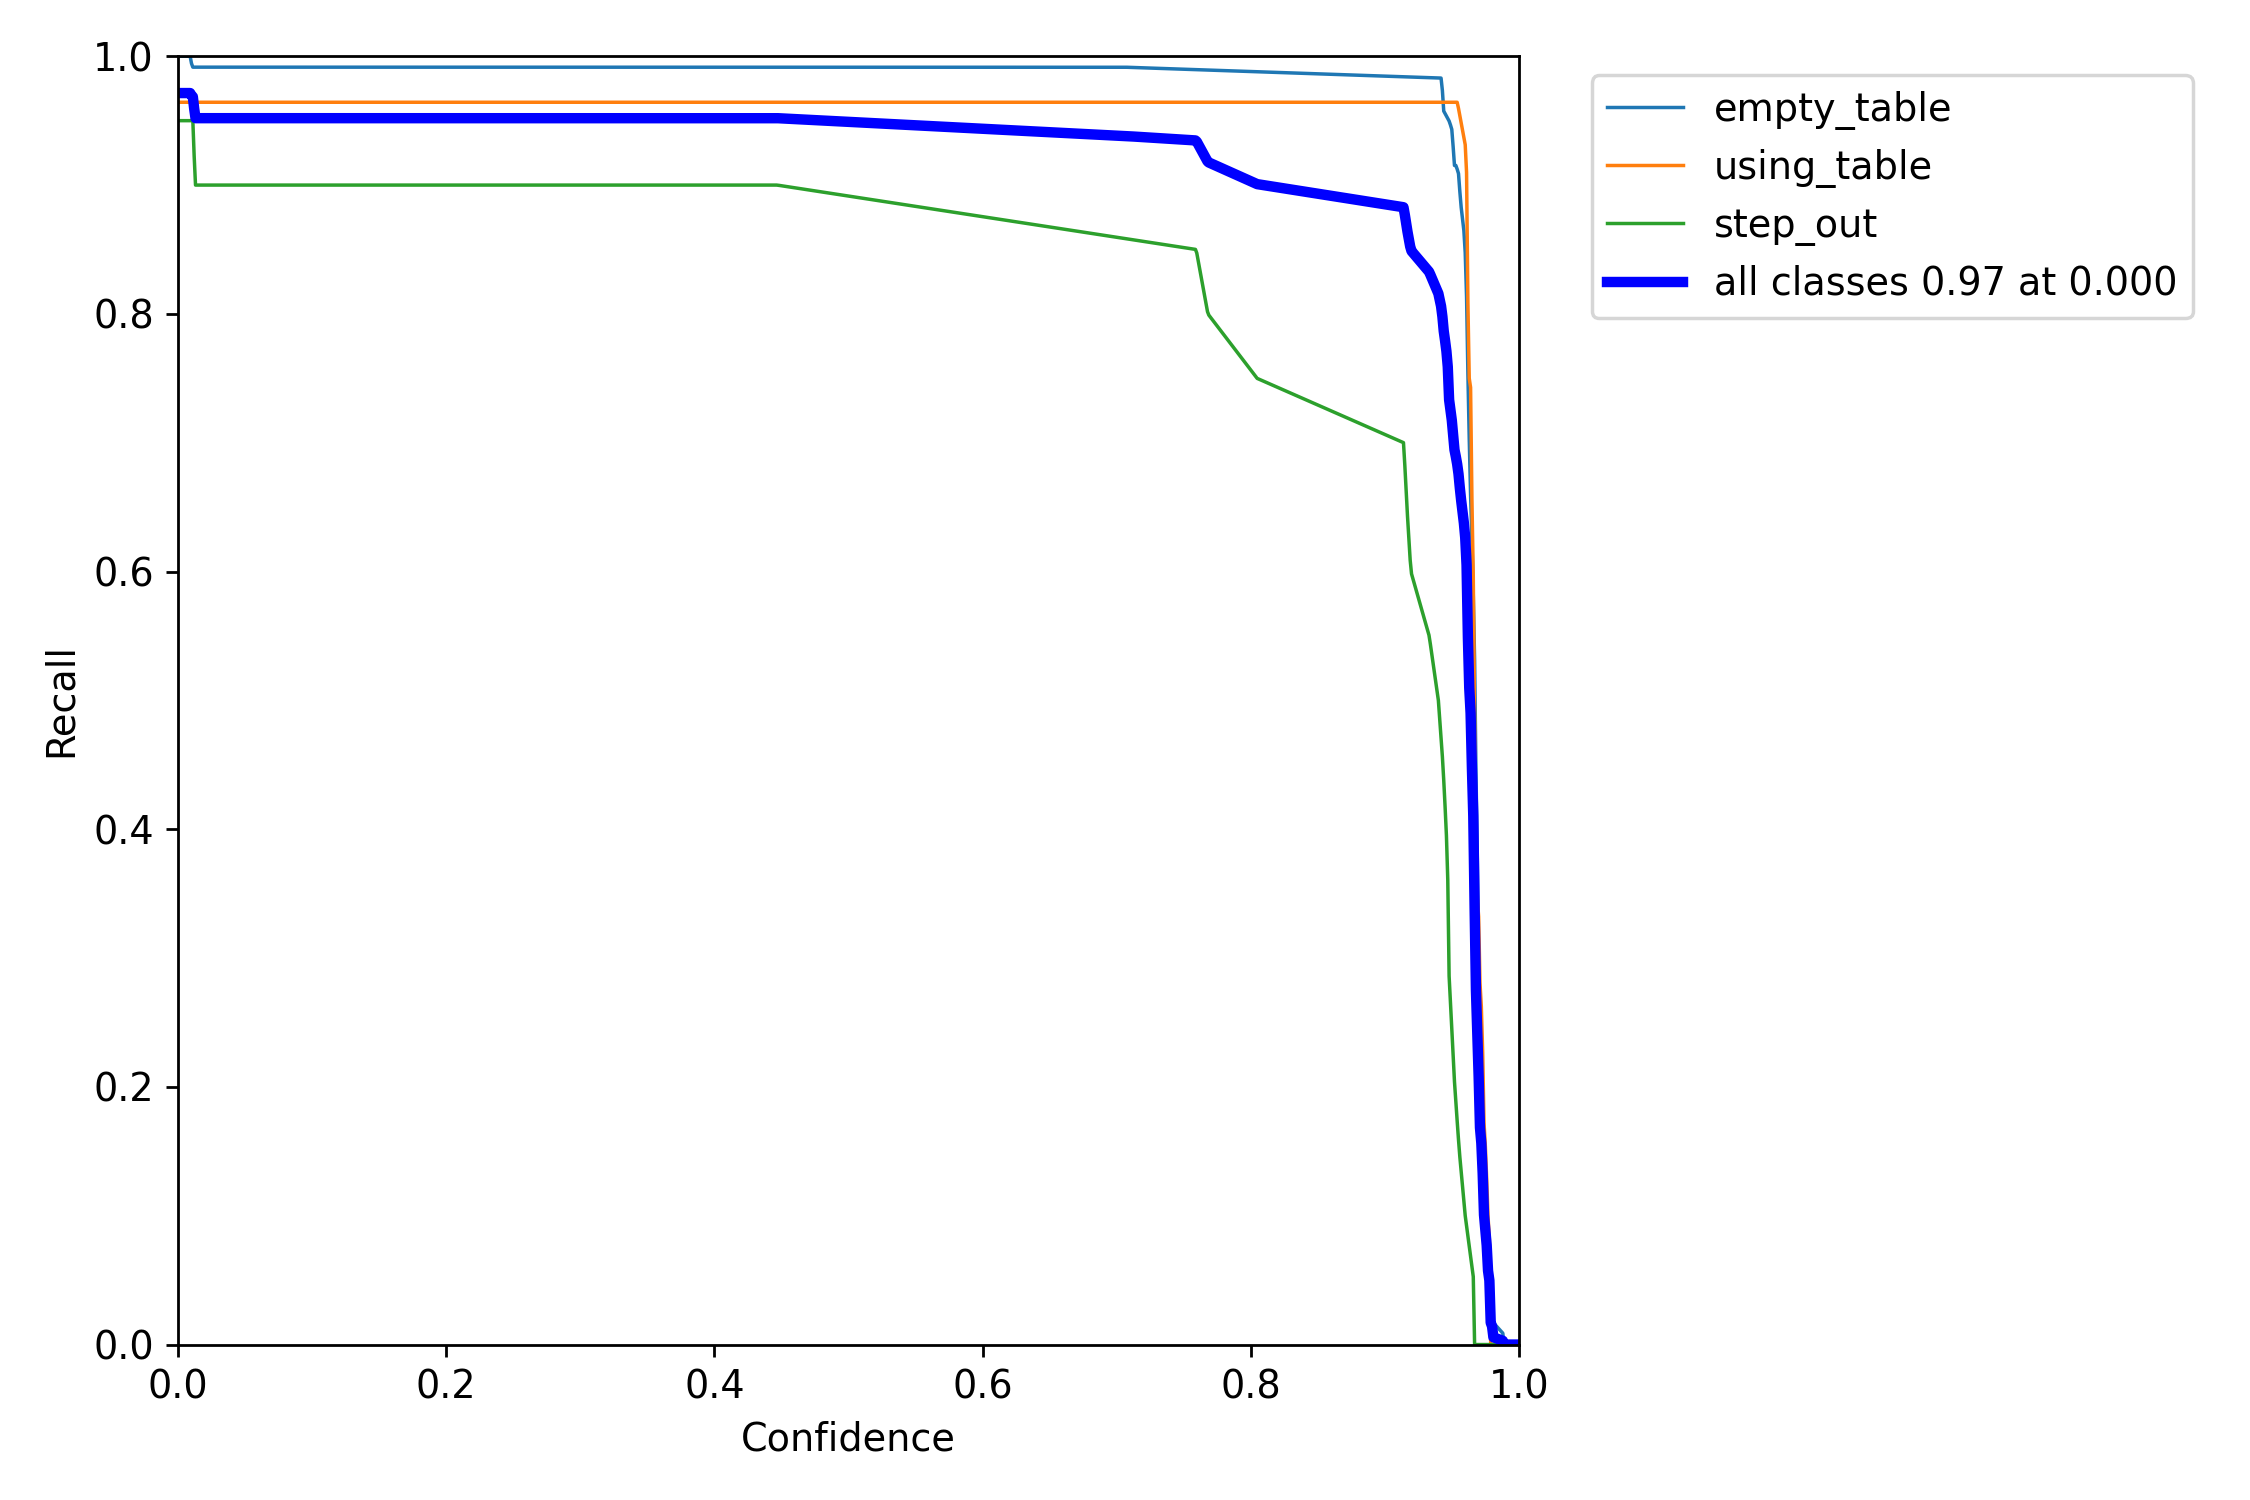 1.0
0.8
0.6
0.4
0.2
0.0
0.0 0.2 0.4 0.6 0.8 1.0
Recall
Confidence
empty_table
using_table
step_out
all classes 0.97 at 0.000